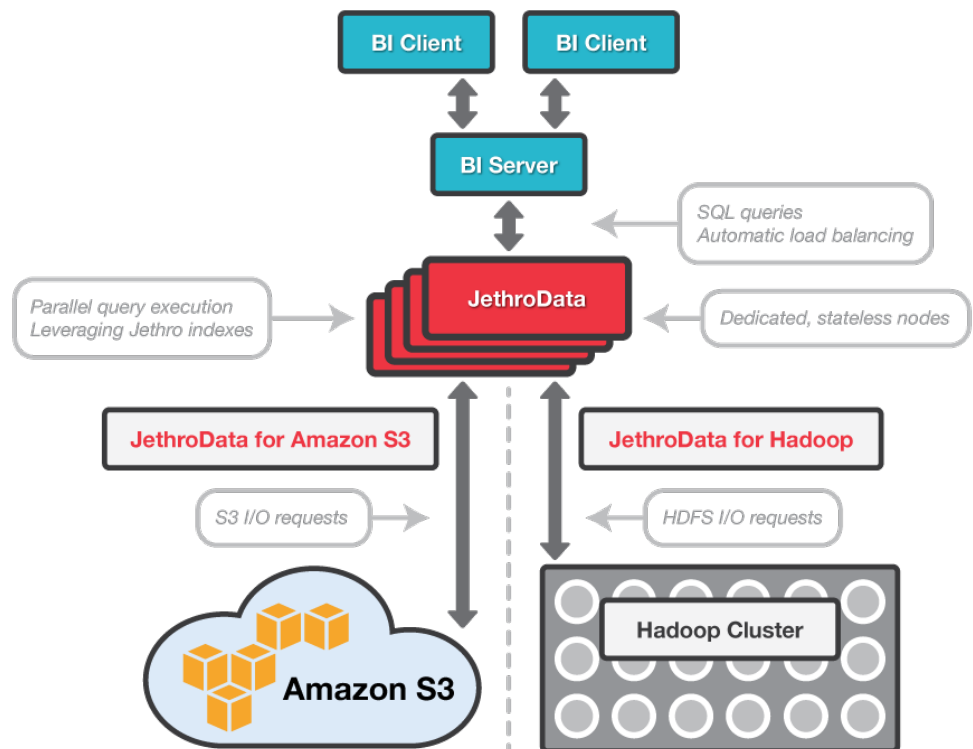 BI Client
BI Client
BI Server
SQL queries
Automatic load balancing
JethroData
Parallel query execution
Leveraging Jethro indexes
Dedicated, stateless nodes
JethroData for Amazon S3
JethroData for Hadoop
S3 I/O requests
HDFS I/O requests
Hadoop Cluster
Amazon S3